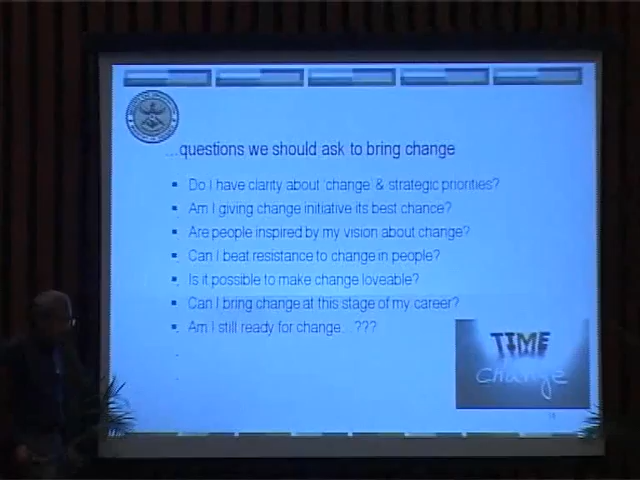 ...questions we should ask to bring change
Do I have clarity about 'change' & strategic priorities?
Am I giving change initiative its best chance?
Are people inspired by my vision about change?
Can I beat resistance to change in people?
Is it possible to make change loveable?
Can I bring change at this stage of my career?
Am I still ready for change...???
TIME
change